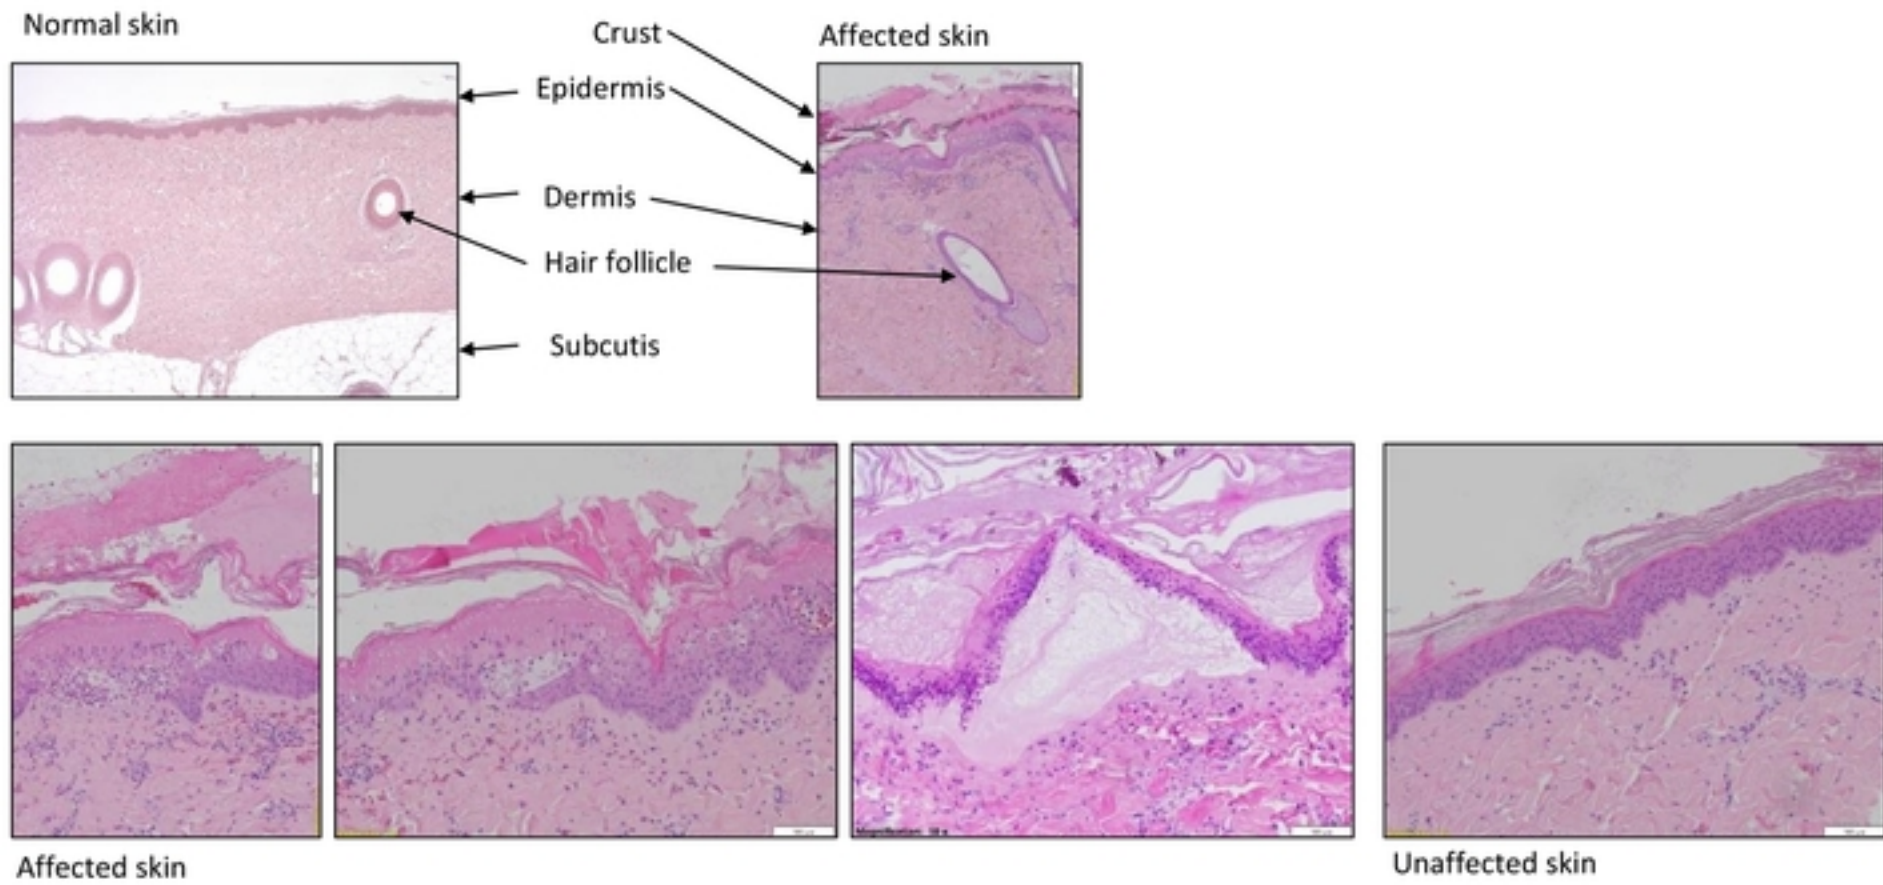 Normal skin
Crust
Affected skin
Epidermis
Dermis
Hair follicle
Subcutis
Affected skin
Unaffected skin